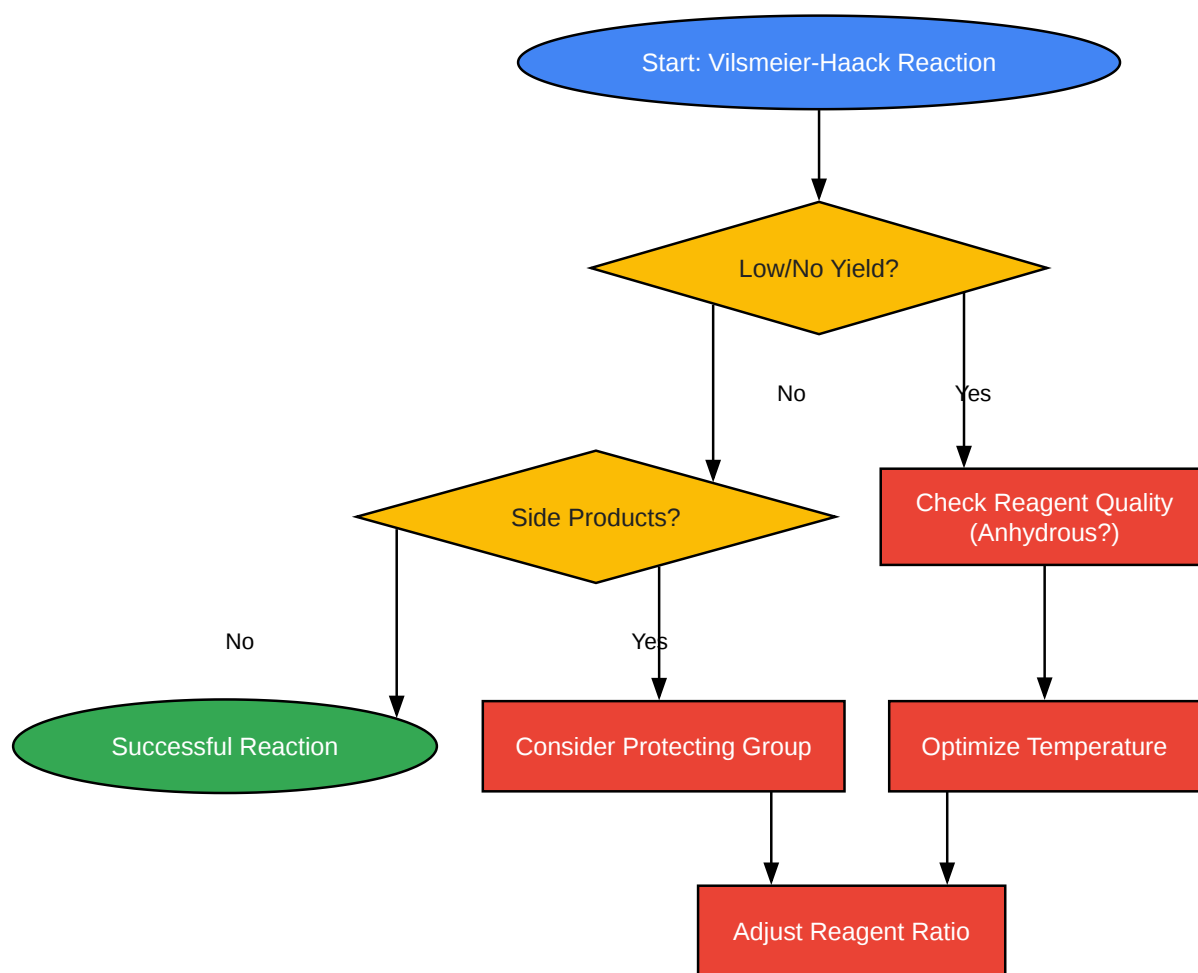 Start: Vilsmeier-Haack Reaction
Low/No Yield?
No
Yes
Side Products?
Check Reagent Quality
(Anhydrous?)
No
Yes
Successful Reaction
Consider Protecting Group
Optimize Temperature
Adjust Reagent Ratio